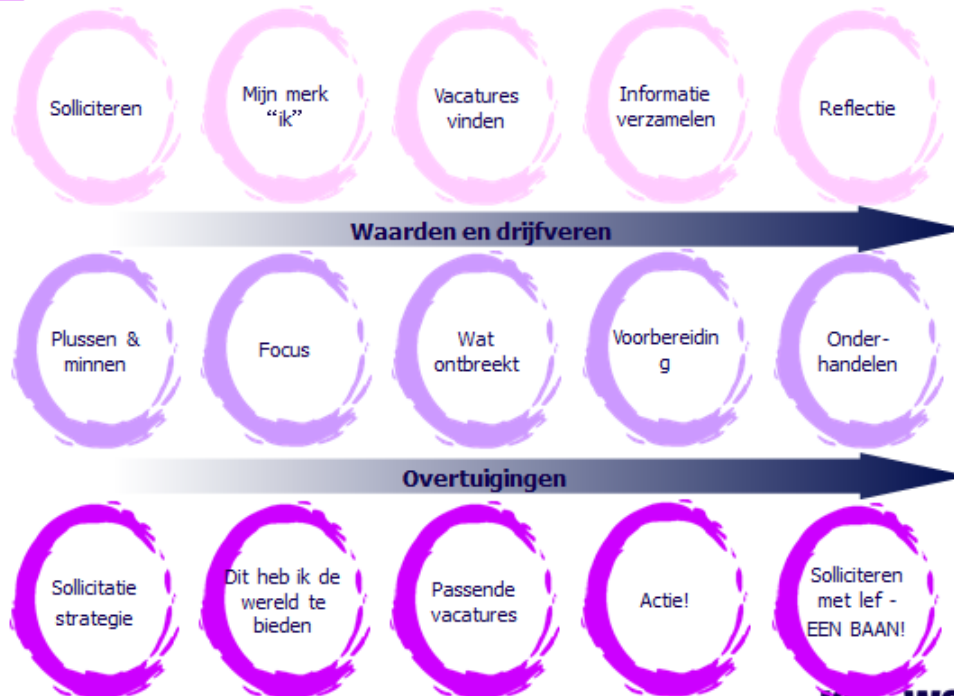 Solliciteren
Mijn merk
“ik”
Vacatures
vinden
Informatie
verzamelen
Reflectie
Waarden en drijfveren
Plussen &
minnen
Focus
Wat
ontbreekt
Voorbereidin
g
Onder-
handelen
Overtuigingen
Sollicitatie
strategie
Dit heb ik de
wereld te
bieden
Passende
vacatures
Actie!
Solliciteren
met lef -
EEN BAAN!